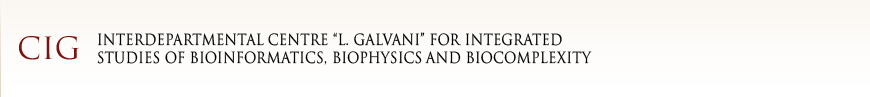 CIG
INTERDEPARTMENTAL CENTRE “L. GALVANI” FOR INTEGRATED
STUDIES OF BIOINFORMATICS, BIOPHYSICS AND BIOCOMPLEXITY